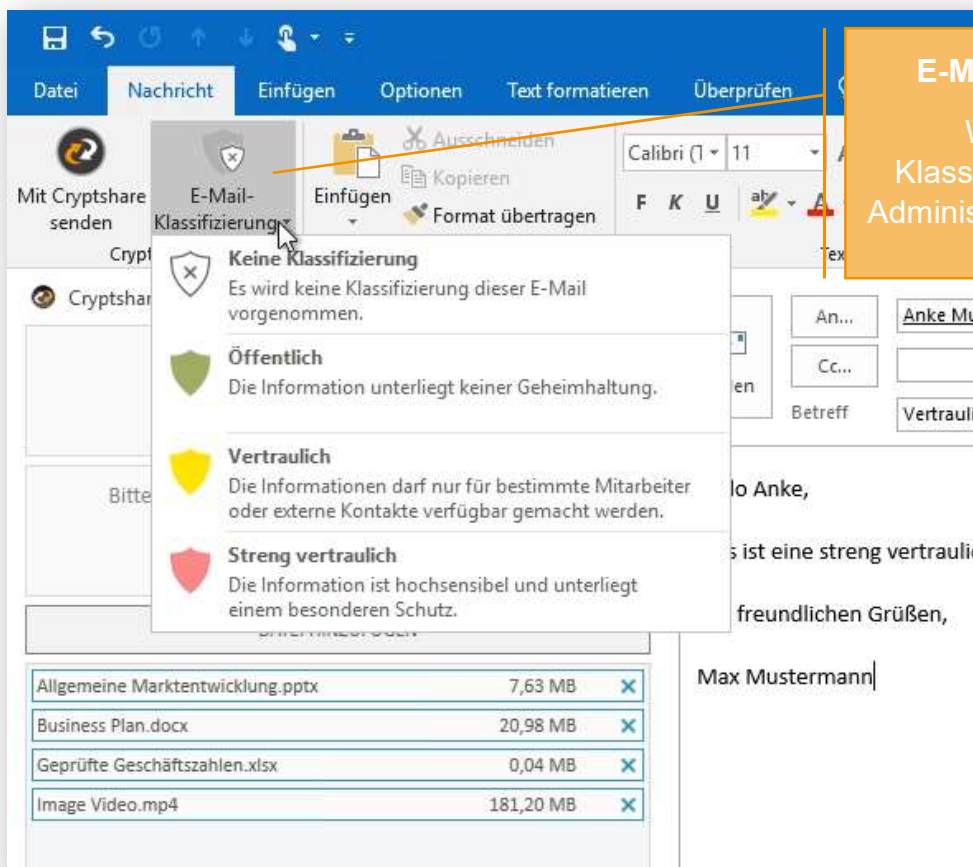 Datei Nachricht Einfügen Optionen Text formatieren Überprüfen
E-M
W
Klass
Adminis
Mit Cryptshare
senden
E-Mail-
Klassifizierung
Einfügen
Ausschneiden
Kopieren
Format übertragen
Calibri (T 11
F K U ab A
Crypt
Tex
Keine Klassifizierung
Es wird keine Klassifizierung dieser E-Mail
vorgenommen.
Öffentlich
Die Information unterliegt keiner Geheimhaltung.
Vertraulich
Die Informationen darf nur für bestimmte Mitarbeiter
oder externe Kontakte verfügbar gemacht werden.
Streng vertraulich
Die Information ist hochsensibel und unterliegt
einem besonderen Schutz.
Cryptshar
Bitte
Allgemeine Marktentwicklung.pptx 7,63 MB
Business Plan.docx 20,98 MB
Geprüfte Geschäftszahlen.xlsx 0,04 MB
Image Video.mp4 181,20 MB
en
An... Anke Mu
Cc...
Betreff Vertrauli
lo Anke,
s ist eine streng vertraulic
freundlichen Grüßen,
Max Mustermann